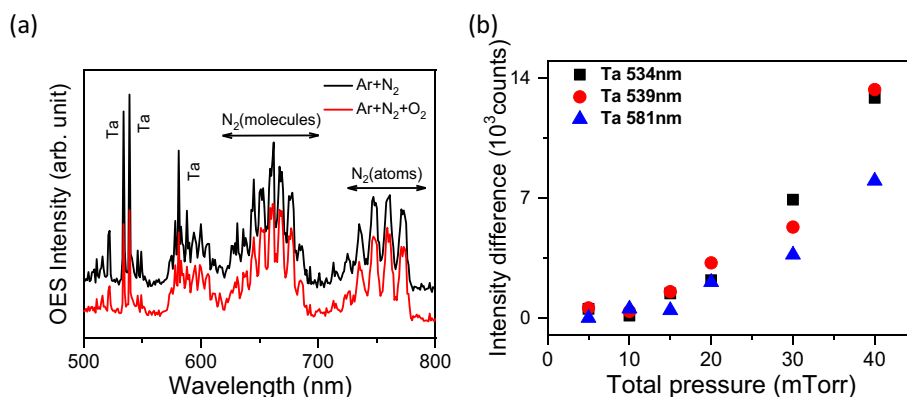 (a)
OES Intensity (arb. unit)
Ta
Ta
Ta
N₂(molecules)
N₂(atoms)
Ar+N₂
Ar+N₂+O₂
500 600 700 800
Wavelength (nm)
(b)
Intensity difference (10³counts)
14
7
0
Ta 534nm
Ta 539nm
Ta 581nm
0 10 20 30 40
Total pressure (mTorr)